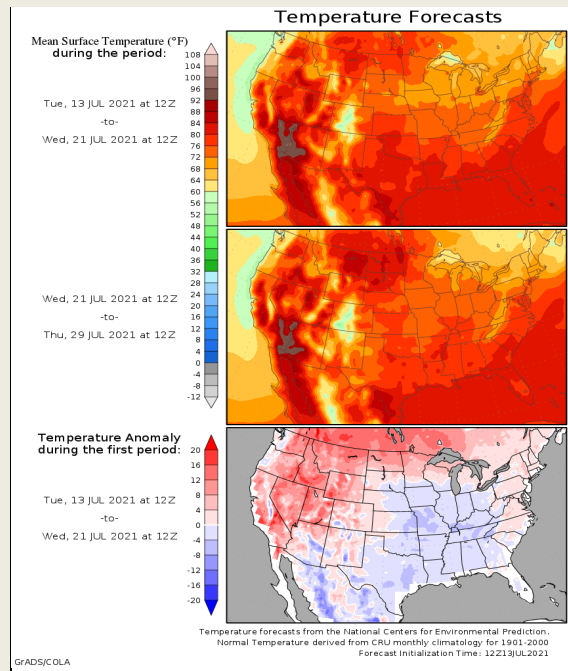 Temperature Forecasts
Mean Surface Temperature (°F)
during the period:
Tue, 13 JUL 2021 at 12Z
-to-
Wed, 21 JUL 2021 at 12Z
108
104
100
96
92
88
84
80
76
72
68
64
60
56
52
48
44
40
36
32
28
24
20
16
12
8
4
0
-4
-8
-12
Wed, 21 JUL 2021 at 12Z
-to-
Thu, 29 JUL 2021 at 12Z
Temperature Anomaly
during the first period:
Tue, 13 JUL 2021 at 12Z
-to-
Wed, 21 JUL 2021 at 12Z
20
16
12
8
4
0
-4
-8
-12
-16
-20
Temperature forecasts from the National Centers for Environmental Prediction.
Normal Temperature derived from CRU monthly climatology for 1901-2000
Forecast Initialization Time: 12Z13JUL2021
GrADS/COLA